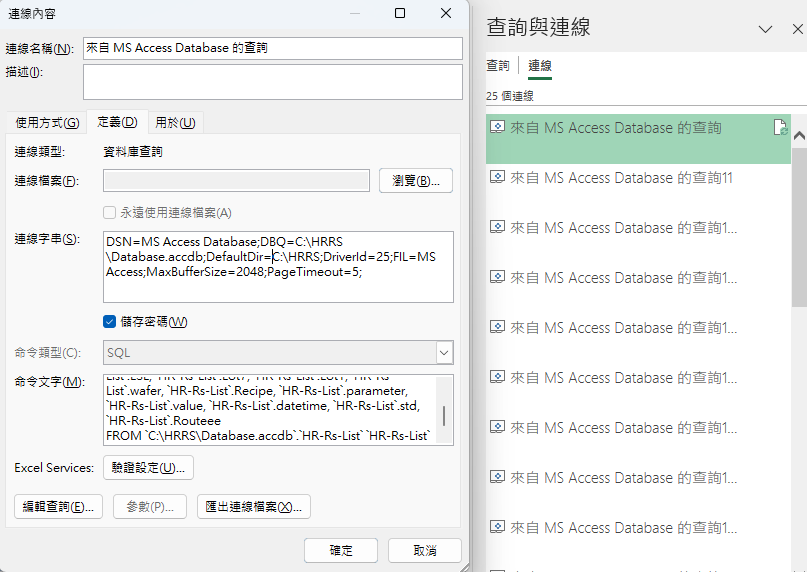 連線內容
連線名稱(N):
來自 MS Access Database 的查詢
描述(I):
使用方式(G)
定義(D)
用於(U)
連線類型:
資料庫查詢
連線檔案(F):
瀏覽(B)...
永遠使用連線檔案(A)
連線字串(S):
DSN=MS Access Database;DBQ=C:\HRRS
\Database.accdb;DefaultDir=C:\HRRS;DriverId=25;FIL=MS
Access;MaxBufferSize=2048;PageTimeout=5;
儲存密碼(W)
命令類型(C):
SQL
命令文字(M):
List`.wafer, `HR-Rs-List`.Recipe, `HR-Rs-List`.parameter,
`HR-Rs-List`.value, `HR-Rs-List`.datetime, `HR-Rs-List`.std,
`HR-Rs-List`.Routeee
FROM `C:\HRRS\Database.accdb`.`HR-Rs-List` `HR-Rs-List`
Excel Services:
驗證設定(U)...
編輯查詢(E)...
參數(P)...
匯出連線檔案(X)...
確定
取消
查詢與連線
查詢
連線
25 個連線
來自 MS Access Database 的查詢
來自 MS Access Database 的查詢11
來自 MS Access Database 的查詢1...
來自 MS Access Database 的查詢1...
來自 MS Access Database 的查詢1...
來自 MS Access Database 的查詢1...
來自 MS Access Database 的查詢1...
來自 MS Access Database 的查詢1...
來自 MS Access Database 的查詢1...